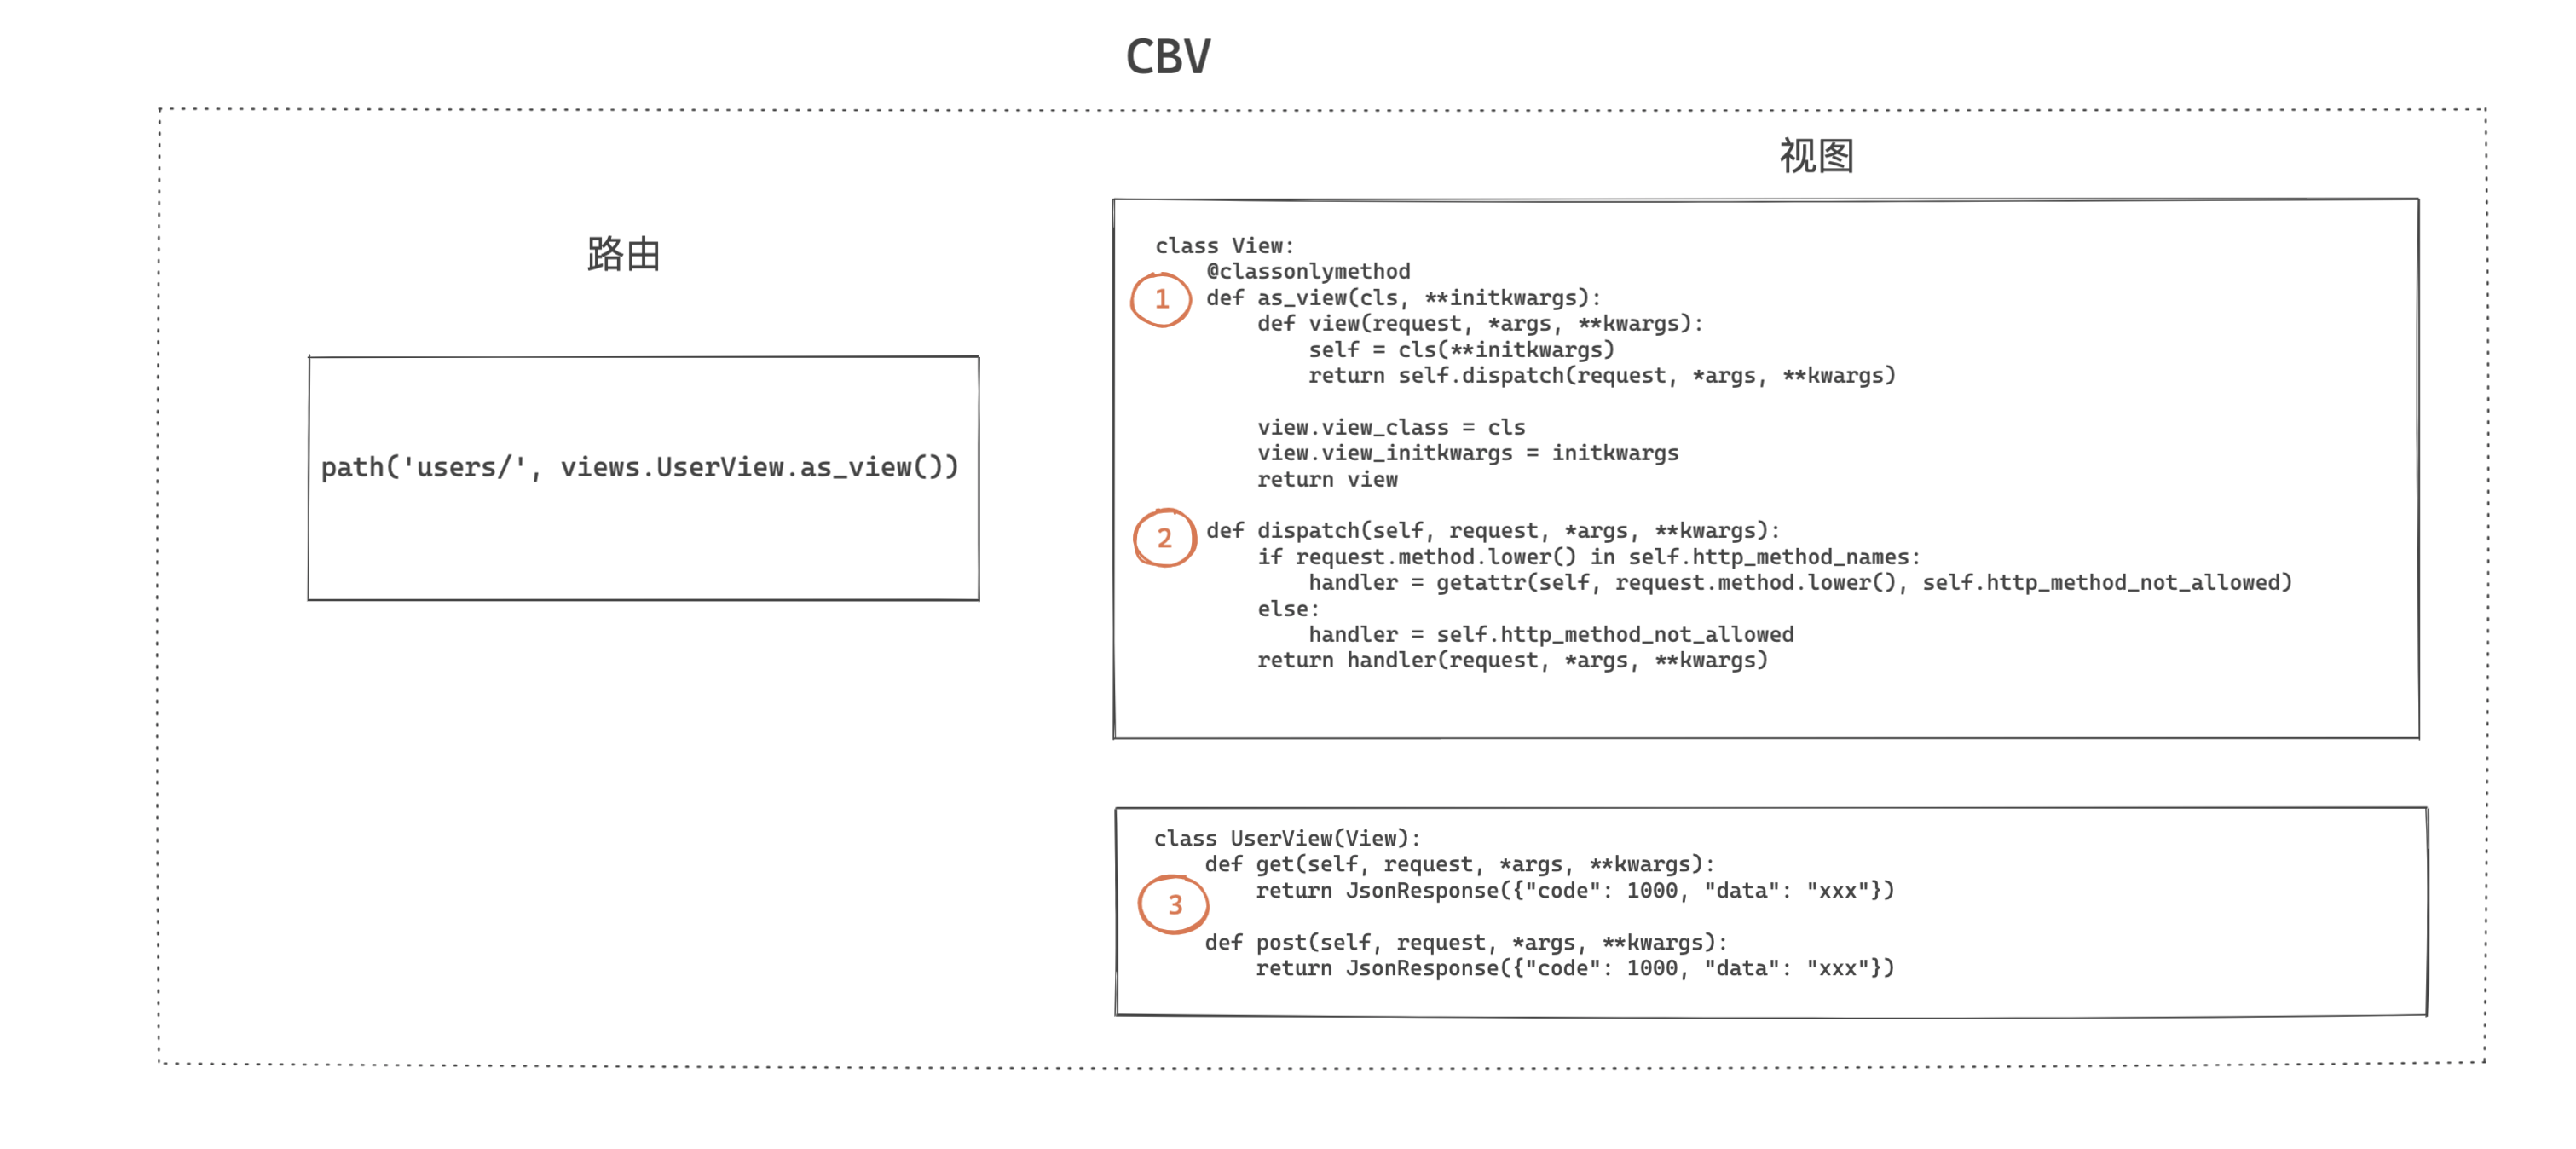 CBV
路由
path('users/', views.UserView.as_view())
视图
class View:
    @classonlymethod
1
    def as_view(cls, **initkwargs):
        def view(request, *args, **kwargs):
            self = cls(**initkwargs)
            return self.dispatch(request, *args, **kwargs)

        view.view_class = cls
        view.view_initkwargs = initkwargs
        return view

2
    def dispatch(self, request, *args, **kwargs):
        if request.method.lower() in self.http_method_names:
            handler = getattr(self, request.method.lower(), self.http_method_not_allowed)
        else:
            handler = self.http_method_not_allowed
        return handler(request, *args, **kwargs)

class UserView(View):
    def get(self, request, *args, **kwargs):
        return JsonResponse({"code": 1000, "data": "xxx"})
3
    def post(self, request, *args, **kwargs):
        return JsonResponse({"code": 1000, "data": "xxx"})